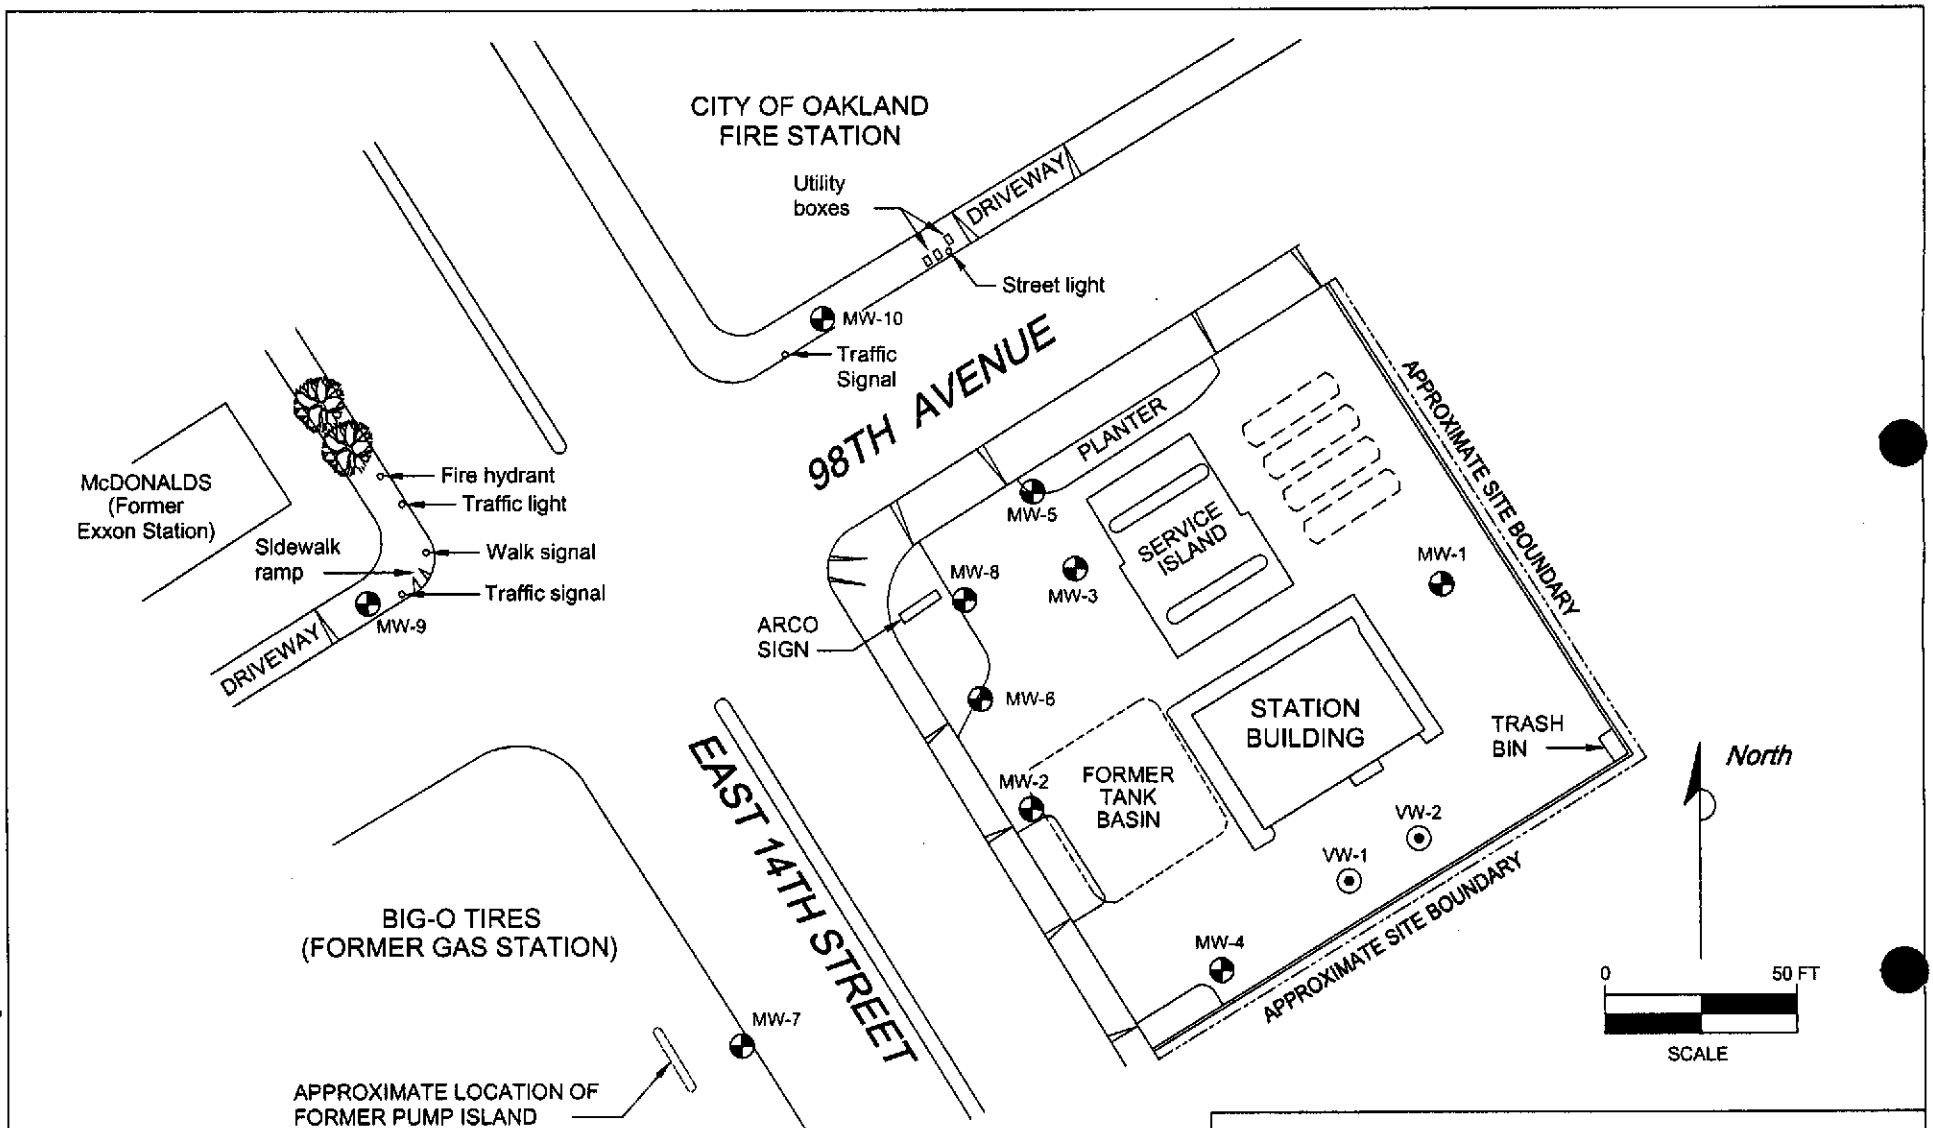 CITY OF OAKLAND
FIRE STATION
Utility
boxes
DRIVEWAY
Street light
MW-10
Traffic
Signal
98TH AVENUE
PLANTER
APPROXIMATE SITE BOUNDARY
McDONALDS
(Former
Exxon Station)
Fire hydrant
Traffic light
Sidewalk
ramp
Walk signal
Traffic signal
MW-9
DRIVEWAY
MW-5
SERVICE
ISLAND
MW-1
MW-8
MW-3
ARCO
SIGN
MW-6
STATION
BUILDING
TRASH
BIN
North
MW-2
FORMER
TANK
BASIN
EAST 14TH STREET
VW-2
VW-1
APPROXIMATE SITE BOUNDARY
BIG-O TIRES
(FORMER GAS STATION)
MW-4
0 50 FT
SCALE
MW-7
APPROXIMATE LOCATION OF
FORMER PUMP ISLAND